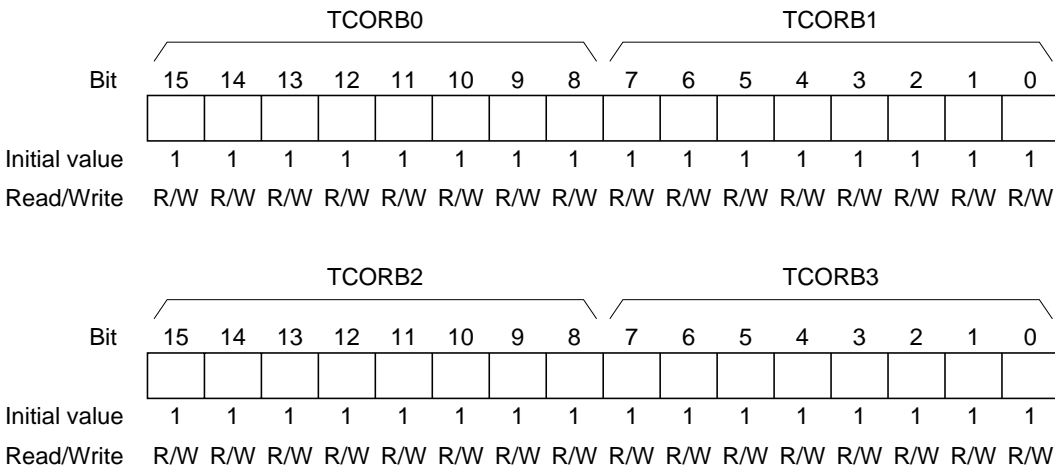 TCORB0 TCORB1
Bit 15 14 13 12 11 10 9 8 7 6 5 4 3 2 1 0
Initial value 1 1 1 1 1 1 1 1 1 1 1 1 1 1 1 1
Read/Write R/W R/W R/W R/W R/W R/W R/W R/W R/W R/W R/W R/W R/W R/W R/W R/W
TCORB2 TCORB3
Bit 15 14 13 12 11 10 9 8 7 6 5 4 3 2 1 0
Initial value 1 1 1 1 1 1 1 1 1 1 1 1 1 1 1 1
Read/Write R/W R/W R/W R/W R/W R/W R/W R/W R/W R/W R/W R/W R/W R/W R/W R/W